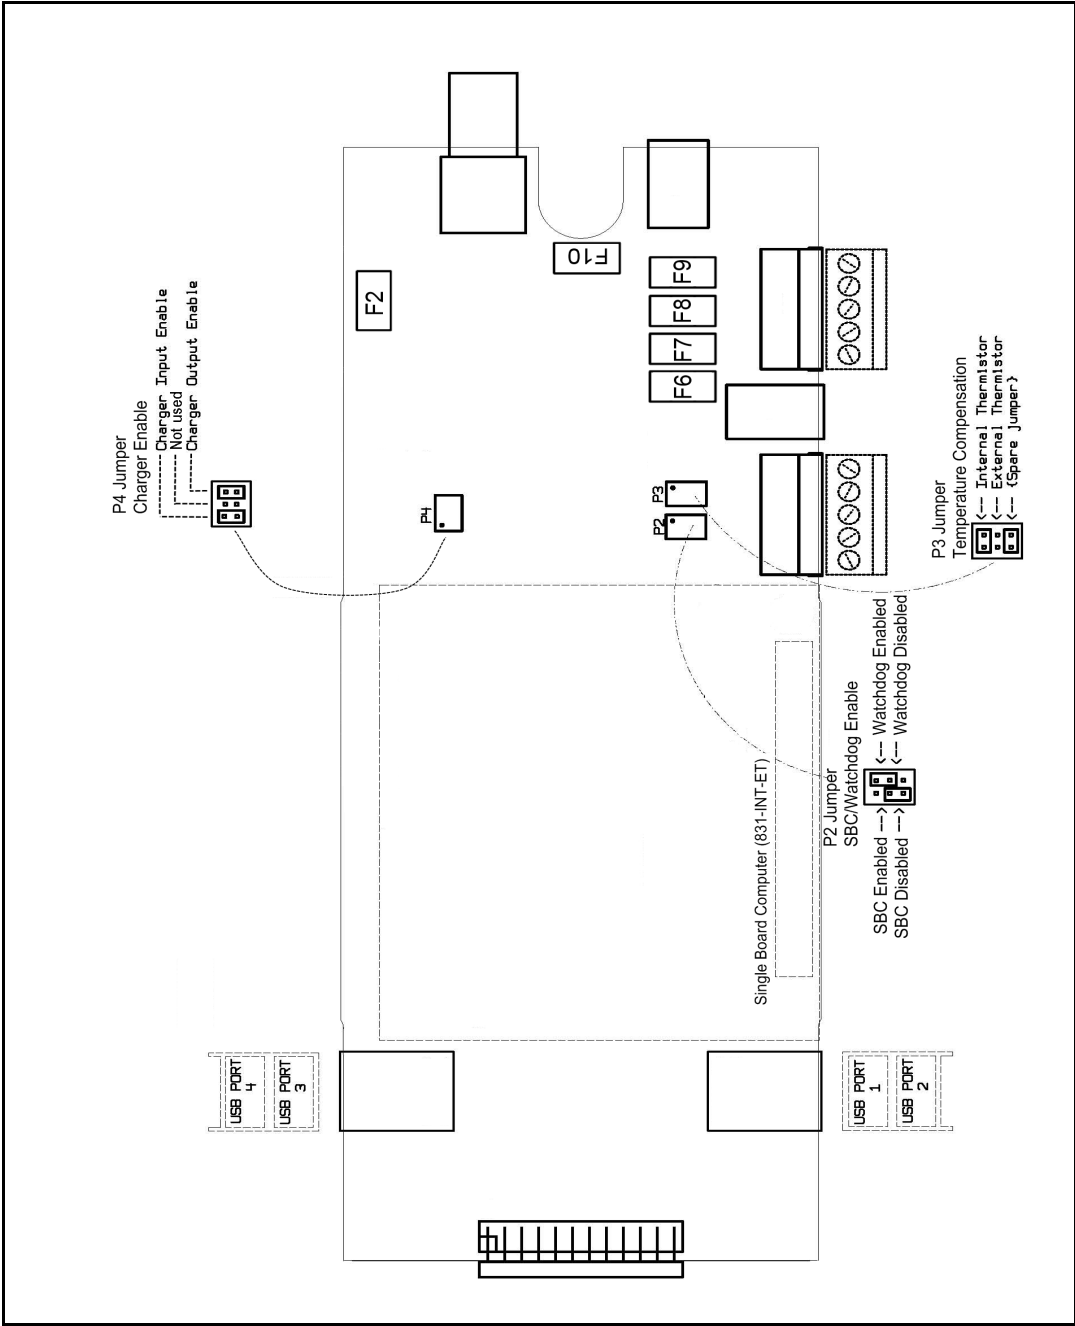 P4 Jumper
Charger Enable
Charger Input Enable
Not used
Charger Output Enable
F2
F10
F9
F8
F7
F6
P4
P3
P2
P3 Jumper
Temperature Compensation
<-- Internal Thermistor
<-- External Thermistor
<-- (Spare jumper)
P2 Jumper
SBC/Watchdog Enable
SBC Enabled -->
<-- Watchdog Enabled
SBC Disabled -->
<-- Watchdog Disabled
Single Board Computer (831-INT-ET)
USB PORT
4
USB PORT
3
USB PORT
1
USB PORT
2